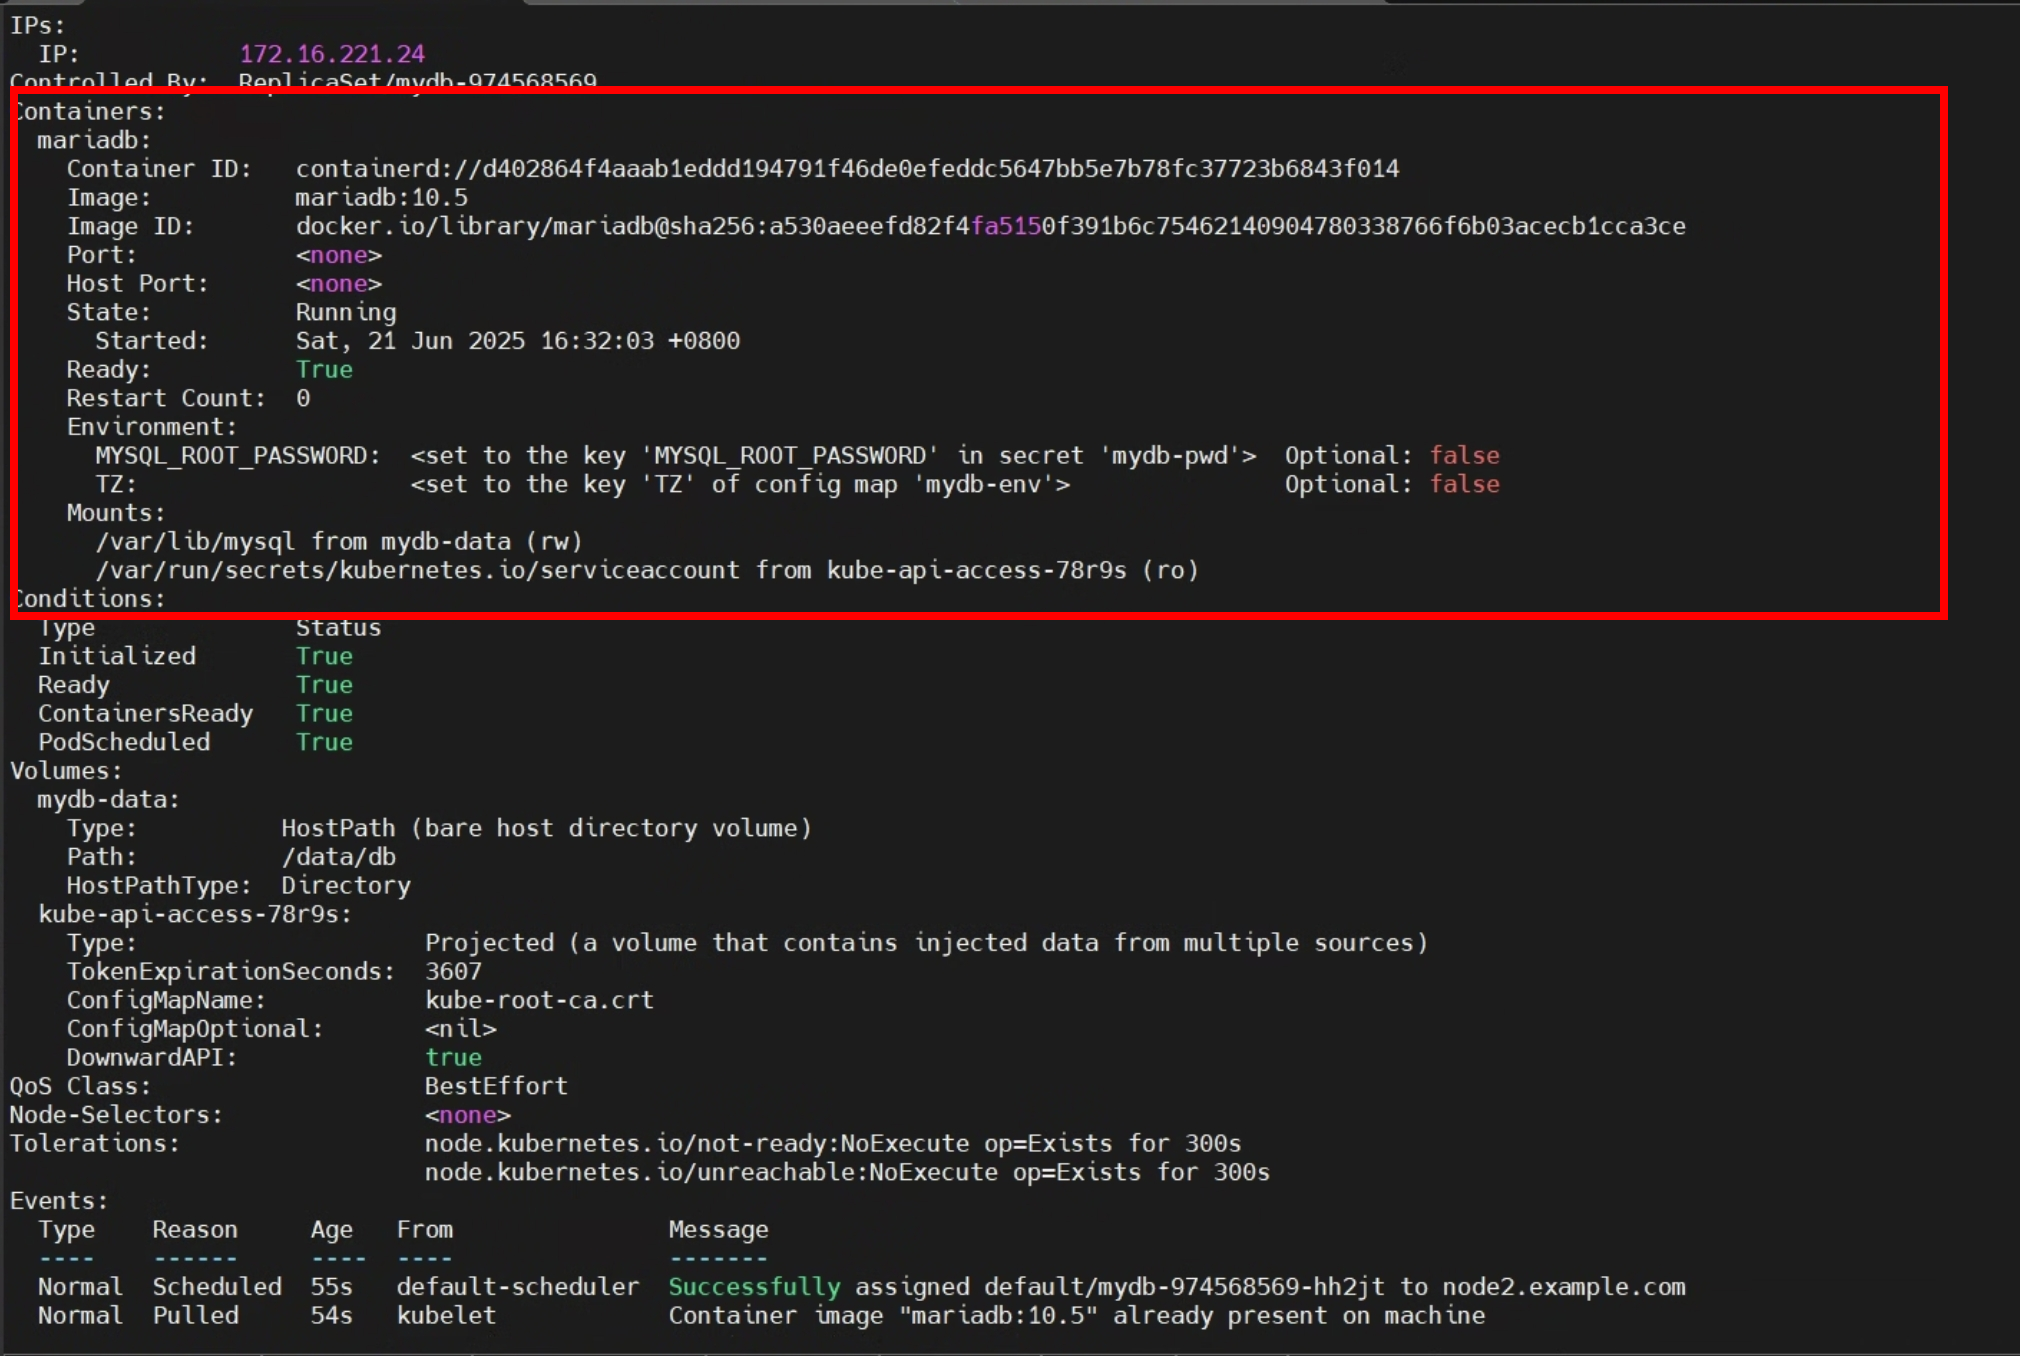 IPs:
  IP:           172.16.221.24
Controlled By:  ReplicaSet/mydb-974568569
Containers:
  mariadb:
    Container ID:   containerd://d402864f4aaab1eddd194791f46de0efeddc5647bb5e7b78fc37723b6843f014
    Image:          mariadb:10.5
    Image ID:       docker.io/library/mariadb@sha256:a530aeeefd82f4fa5150f391b6c75462140904780338766f6b03acecb1cca3ce
    Port:           <none>
    Host Port:      <none>
    State:          Running
      Started:      Sat, 21 Jun 2025 16:32:03 +0800
    Ready:          True
    Restart Count:  0
    Environment:
      MYSQL_ROOT_PASSWORD:  <set to the key 'MYSQL_ROOT_PASSWORD' in secret 'mydb-pwd'>  Optional: false
      TZ:                   <set to the key 'TZ' of config map 'mydb-env'>               Optional: false
    Mounts:
      /var/lib/mysql from mydb-data (rw)
      /var/run/secrets/kubernetes.io/serviceaccount from kube-api-access-78r9s (ro)
Conditions:
  Type              Status
  Initialized       True
  Ready             True
  ContainersReady   True
  PodScheduled      True
Volumes:
  mydb-data:
    Type:          HostPath (bare host directory volume)
    Path:          /data/db
    HostPathType:  Directory
  kube-api-access-78r9s:
    Type:                    Projected (a volume that contains injected data from multiple sources)
    TokenExpirationSeconds:  3607
    ConfigMapName:           kube-root-ca.crt
    ConfigMapOptional:       <nil>
    DownwardAPI:             true
QoS Class:                   BestEffort
Node-Selectors:              <none>
Tolerations:                 node.kubernetes.io/not-ready:NoExecute op=Exists for 300s
                             node.kubernetes.io/unreachable:NoExecute op=Exists for 300s
Events:
  Type    Reason     Age   From               Message
  ----    ------     ----  ----               -------
  Normal  Scheduled  55s   default-scheduler  Successfully assigned default/mydb-974568569-hh2jt to node2.example.com
  Normal  Pulled     54s   kubelet            Container image "mariadb:10.5" already present on machine